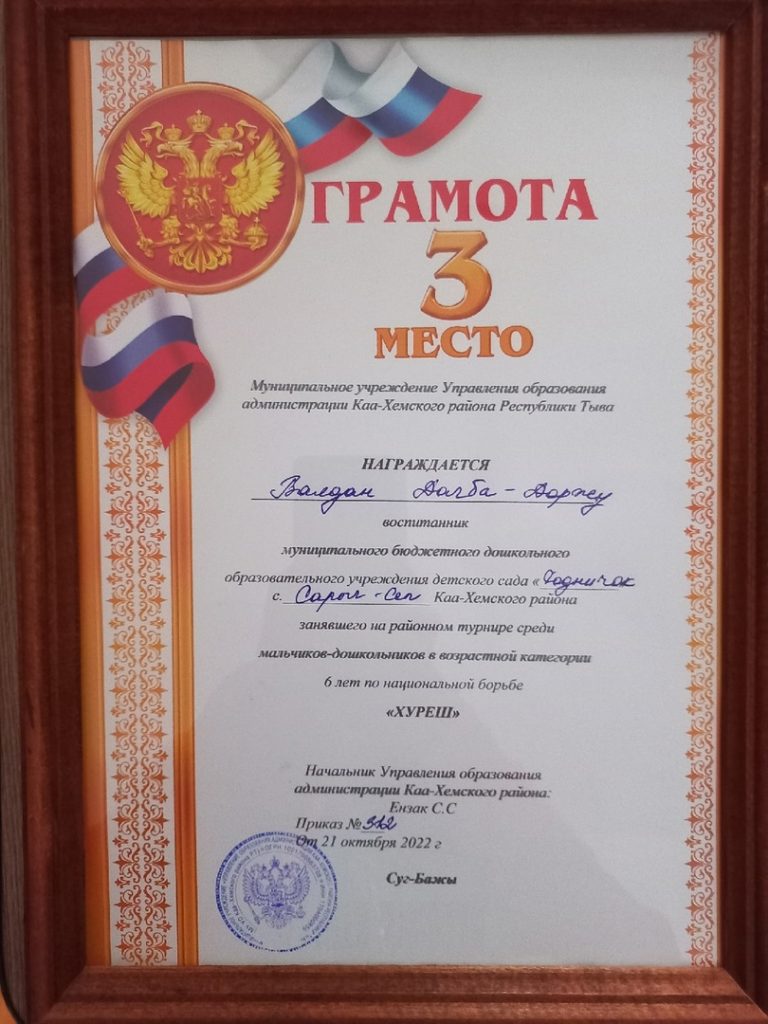 ГРАМОТА
3
МЕСТО
Муниципальное учреждение Управления образования
администрации Каа-Хемского района Республики Тыва
НАГРАЖДАЕТСЯ
Валдан Дагба-Доржу
воспитанник
муниципального бюджетного дошкольного
образовательного учреждения детского сада «Родничок
с. Сарыг-Сеп Каа-Хемского района
занявшего на районном турнире среди
мальчиков-дошкольников в возрастной категории
6 лет по национальной борьбе
«ХУРЕШ»
Начальник Управления образования
администрации Каа-Хемского района:
Ензак С.С
Приказ №312
От 21 октября 2022 г
Суг-Бажы